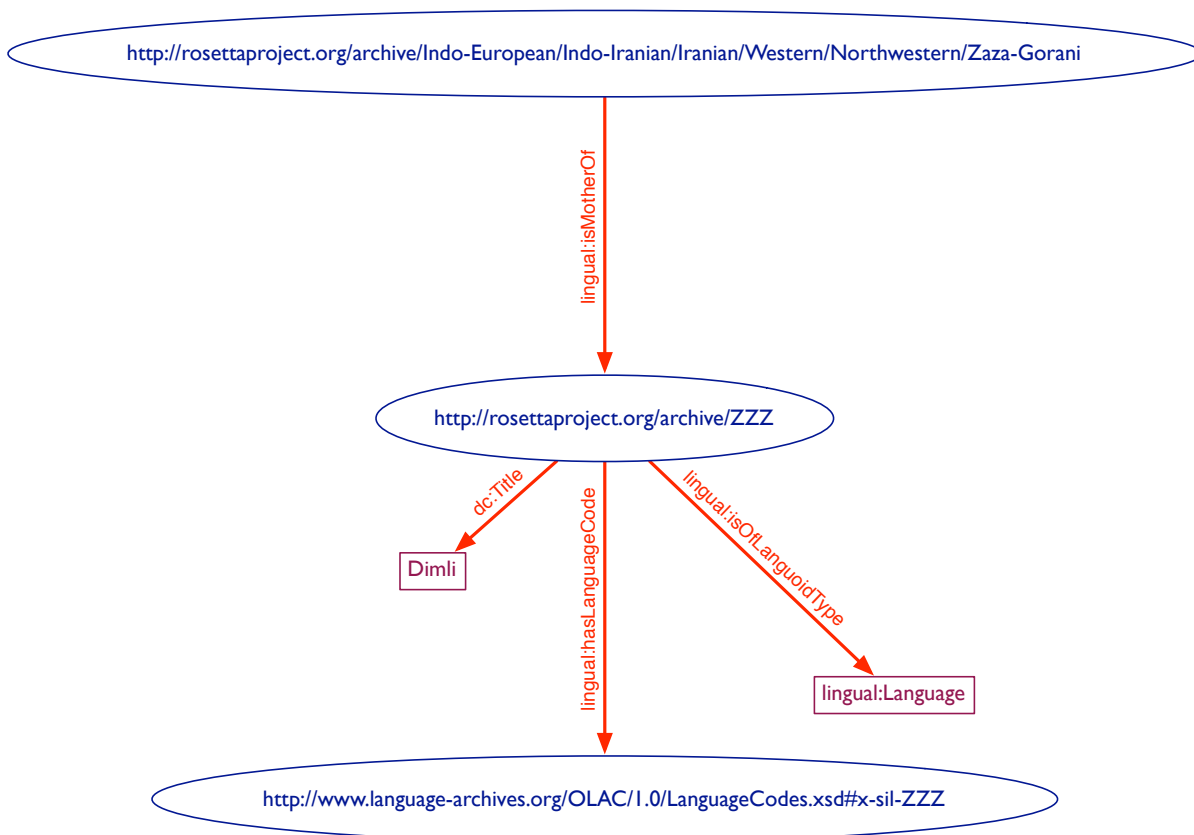 http://rosettaproject.org/archive/Indo-European/Indo-Iranian/Iranian/Western/Northwestern/Zaza-Gorani
lingual:isMotherOf
http://rosettaproject.org/archive/ZZZ
dc:Title
lingual:hasLanguageCode
lingual:isOfLanguoidType
Dimli
lingual:Language
http://www.language-archives.org/OLAC/1.0/LanguageCodes.xsd#x-sil-ZZZ